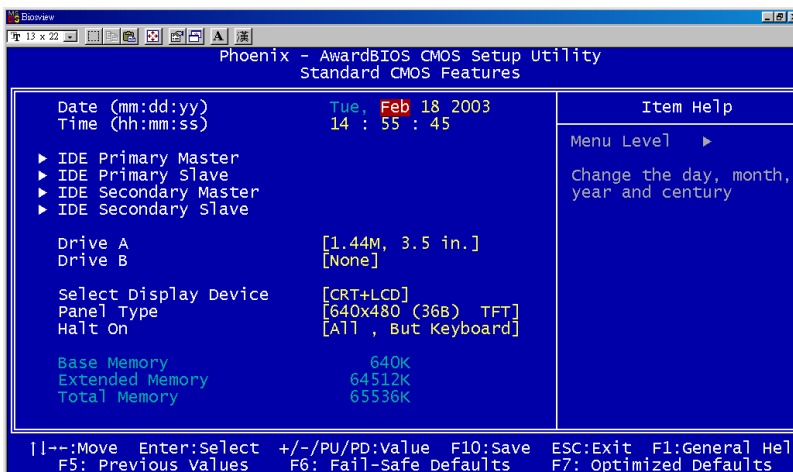 Biosview
13 x 22 A 漢
Phoenix - AwardBIOS CMOS Setup Utility
Standard CMOS Features
Date (mm:dd:yy) Tue, Feb 18 2003
Time (hh:mm:ss) 14 : 55 : 45
▶ IDE Primary Master
▶ IDE Primary Slave
▶ IDE Secondary Master
▶ IDE Secondary Slave
Drive A [1.44M, 3.5 in.]
Drive B [None]
Select Display Device [CRT+LCD]
Panel Type [640x480 (36B) TFT]
Halt On [All , But Keyboard]
Base Memory 640K
Extended Memory 64512K
Total Memory 65536K
Item Help
Menu Level ▶
Change the day, month,
year and century
↑↓→←:Move Enter:Select +/-/PU/PD:Value F10:Save ESC:Exit F1:General Hel
F5: Previous Values F6: Fail-Safe Defaults F7: Optimized Defaults